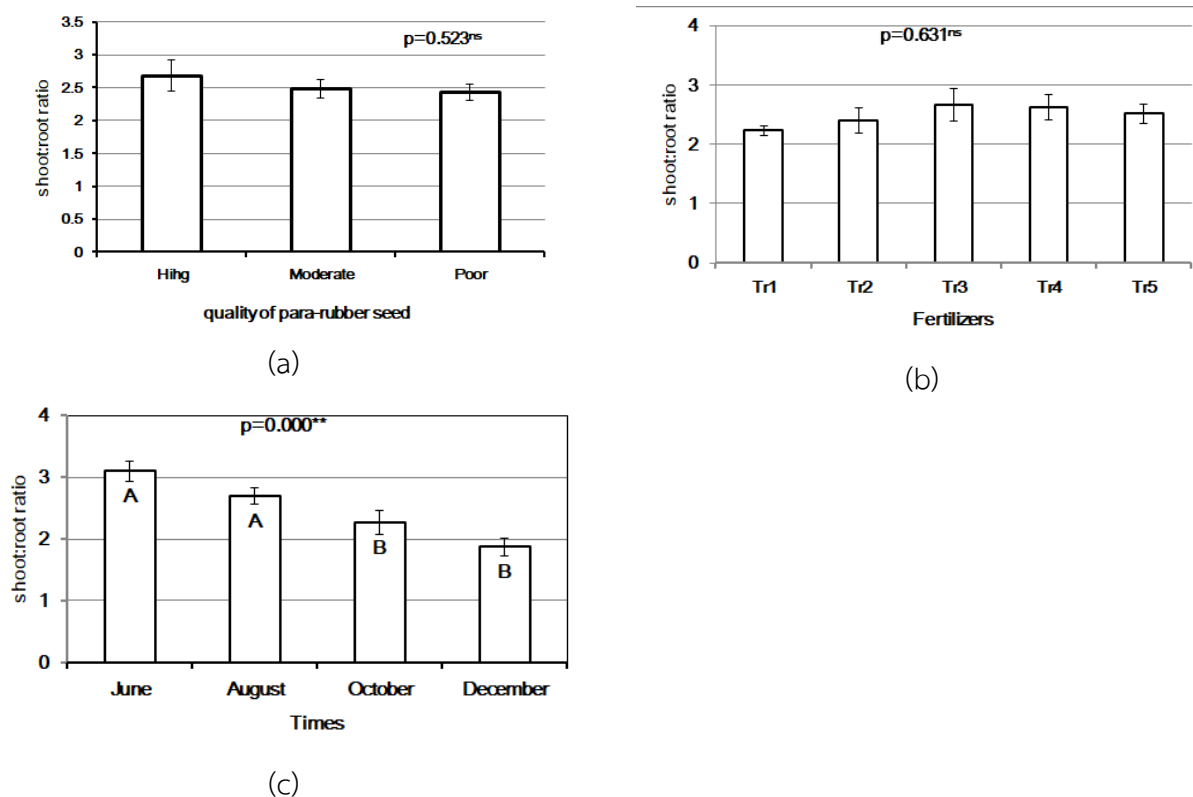 3.5
3
2.5
2
1.5
1
0.5
0
shoot:root ratio
p=0.523ns
Hihg Moderate Poor
quality of para-rubber seed
(a)
4
3
2
1
0
shoot:root ratio
p=0.631ns
Tr1 Tr2 Tr3 Tr4 Tr5
Fertilizers
(b)
4
3
2
1
0
shoot:root ratio
p=0.000**
A A B B
June August October December
Times
(c)